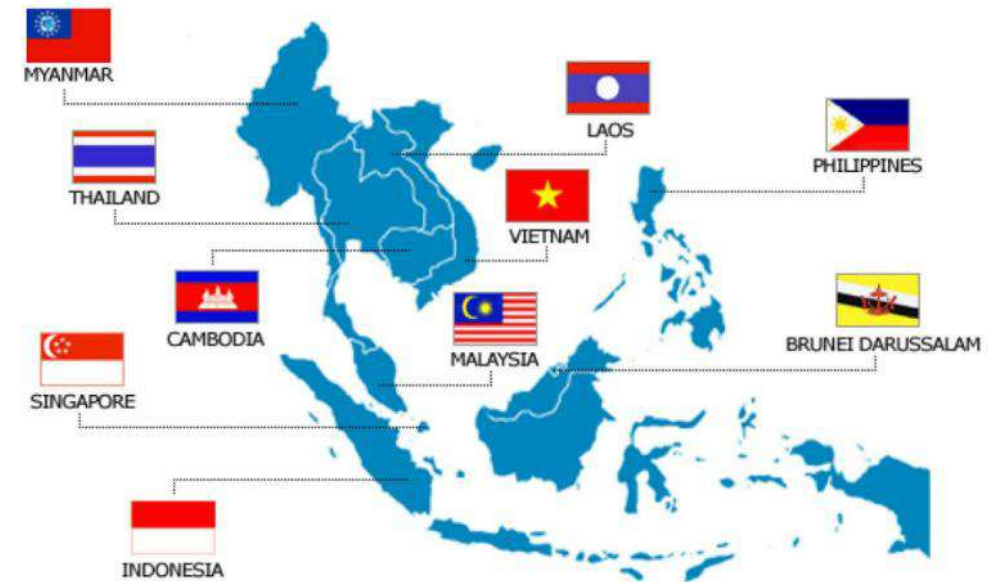 MYANMAR
LAOS
PHILIPPINES
THAILAND
VIETNAM
CAMBODIA
MALAYSIA
BRUNEI DARUSSALAM
SINGAPORE
INDONESIA